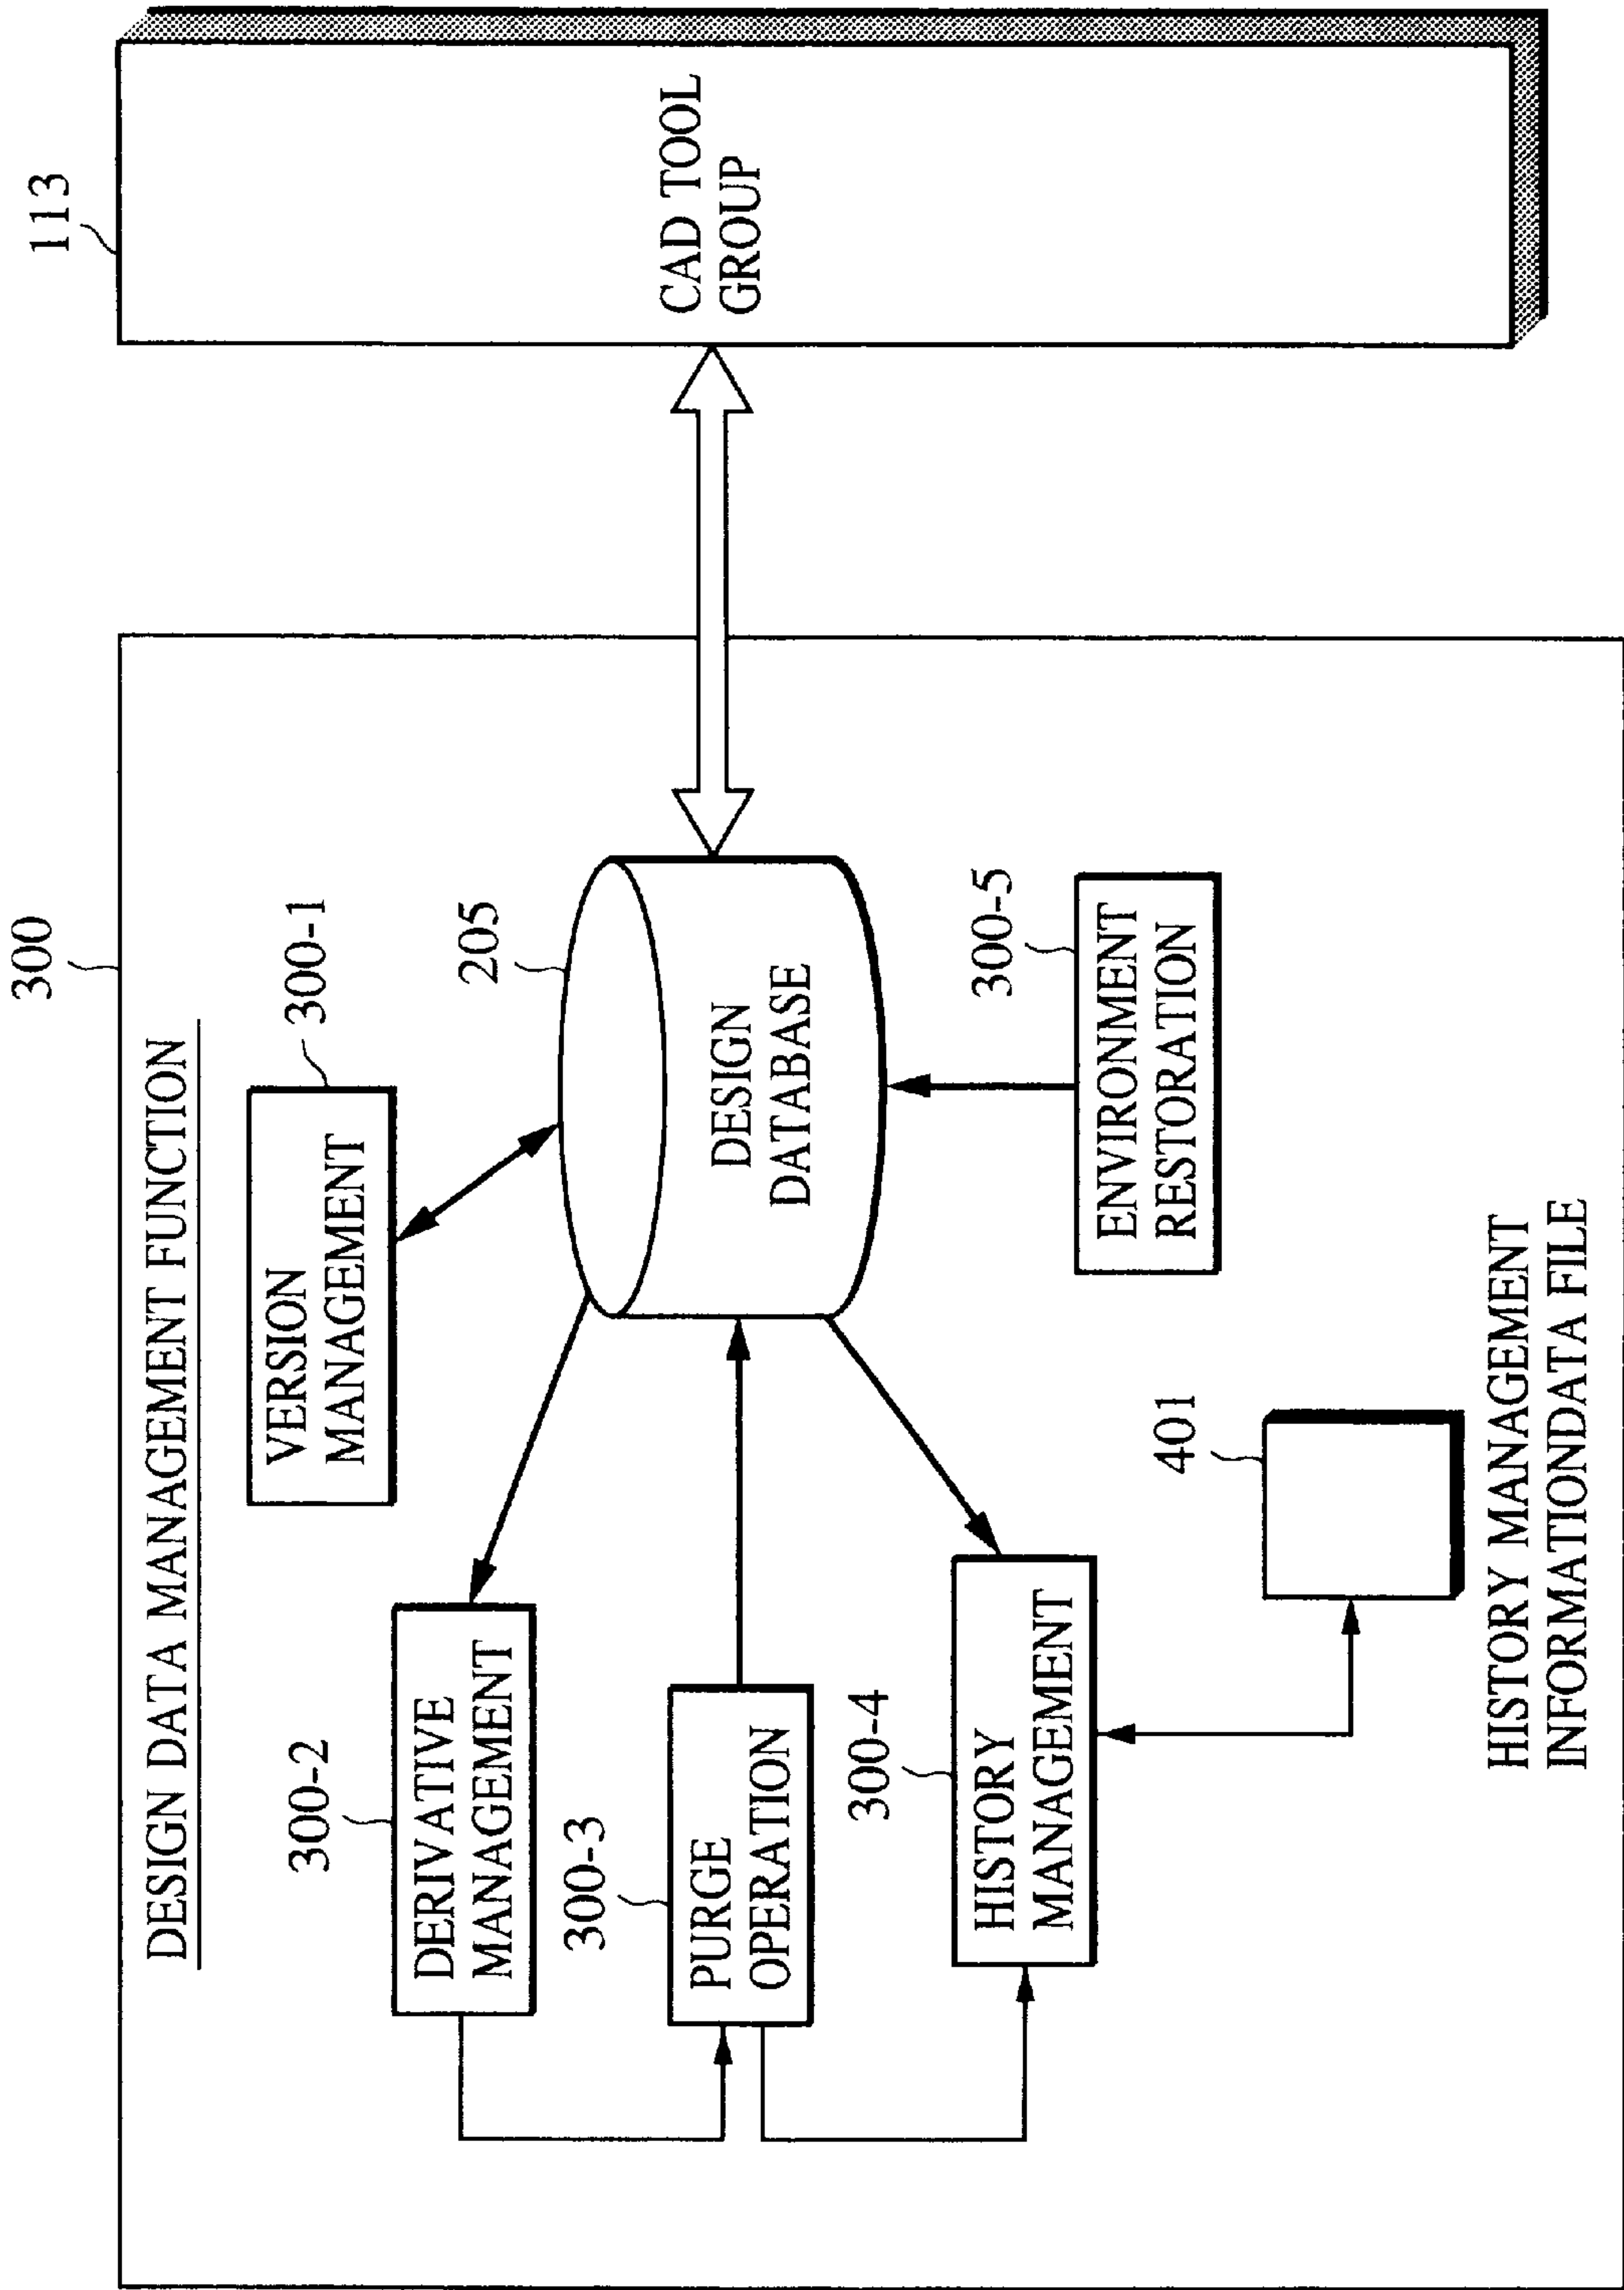 300
113
DESIGN DATA MANAGEMENT FUNCTION
VERSION
MANAGEMENT
300-1
300-2
DERIVATIVE
MANAGEMENT
205
DESIGN
DATABASE
CAD TOOL
GROUP
300-3
PURGE
OPERATION
300-4
HISTORY
MANAGEMENT
300-5
ENVIRONMENT
RESTORATION
401
HISTORY MANAGEMENT
INFORMATIONDATA FILE